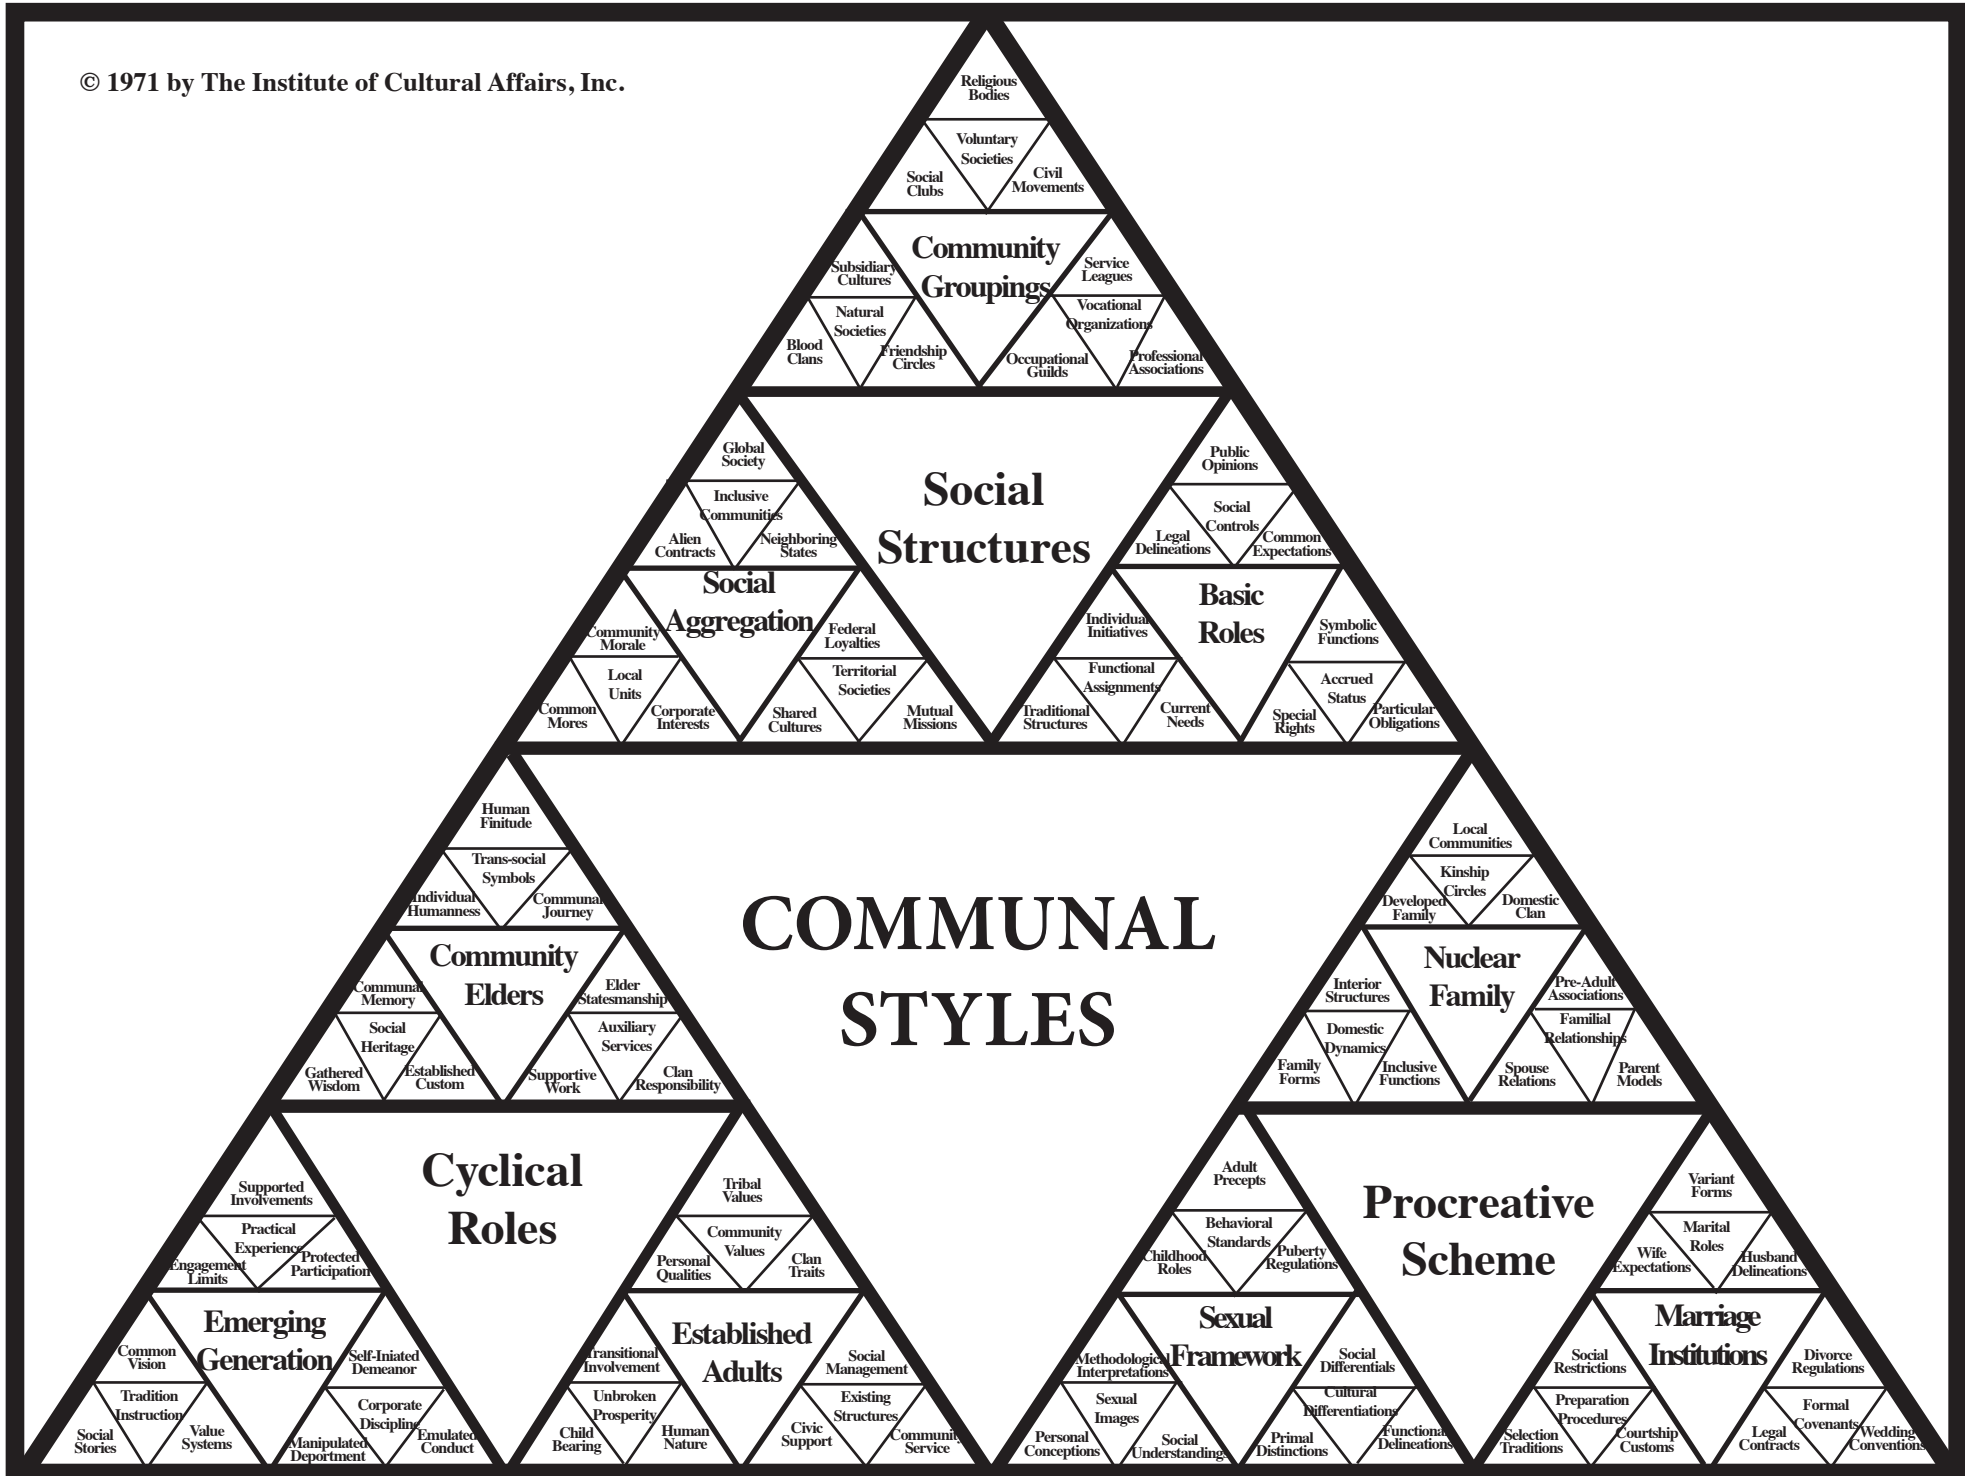 © 1971 by The Institute of Cultural Affairs, Inc.
Religious
Bodies
Voluntary
Societies
Social
Clubs
Civil
Movements
Community
Groupings
Subsidiary
Cultures
Natural
Societies
Blood
Clans
Friendship
Circles
Service
Leagues
Vocational
Organizations
Occupational
Guilds
Professional
Associations
Social
Structures
Global
Society
Inclusive
Communities
Alien
Contracts
Neighboring
States
Social
Aggregation
Community
Morale
Local
Units
Common
Mores
Corporate
Interests
Federal
Loyalties
Territorial
Societies
Shared
Cultures
Mutual
Missions
Public
Opinions
Social
Controls
Legal
Delineations
Common
Expectations
Basic
Roles
Individual
Initiatives
Functional
Assignments
Traditional
Structures
Current
Needs
Symbolic
Functions
Accrued
Status
Special
Rights
Particular
Obligations
COMMUNAL
STYLES
Human
Finitude
Trans-social
Symbols
Individual
Humanness
Communal
Journey
Community
Elders
Communal
Memory
Social
Heritage
Gathered
Wisdom
Established
Custom
Elder
Statesmanship
Auxiliary
Services
Supportive
Work
Clan
Responsibility
Cyclical
Roles
Supported
Involvements
Practical
Experience
Engagement
Limits
Protected
Participation
Emerging
Generation
Common
Vision
Tradition
Instruction
Social
Stories
Value
Systems
Self-Iniated
Demeanor
Corporate
Discipline
Manipulated
Deportment
Emulated
Conduct
Tribal
Values
Community
Values
Personal
Qualities
Clan
Traits
Established
Adults
Transitional
Involvement
Unbroken
Prosperity
Child
Bearing
Human
Nature
Social
Management
Existing
Structures
Civic
Support
Community
Service
Local
Communities
Kinship
Circles
Developed
Family
Domestic
Clan
Nuclear
Family
Interior
Structures
Domestic
Dynamics
Family
Forms
Inclusive
Functions
Pre-Adult
Associations
Familial
Relationships
Spouse
Relations
Parent
Models
Procreative
Scheme
Adult
Precepts
Behavioral
Standards
Childhood
Roles
Puberty
Regulations
Sexual
Framework
Methodological
Interpretations
Sexual
Images
Personal
Conceptions
Social
Understandings
Social
Differentials
Cultural
Differentiations
Primal
Distinctions
Functional
Delineations
Variant
Forms
Marital
Roles
Wife
Expectations
Husband
Delineations
Marriage
Institutions
Social
Restrictions
Preparation
Procedures
Selection
Traditions
Courtship
Customs
Divorce
Regulations
Formal
Covenants
Legal
Contracts
Wedding
Conventions